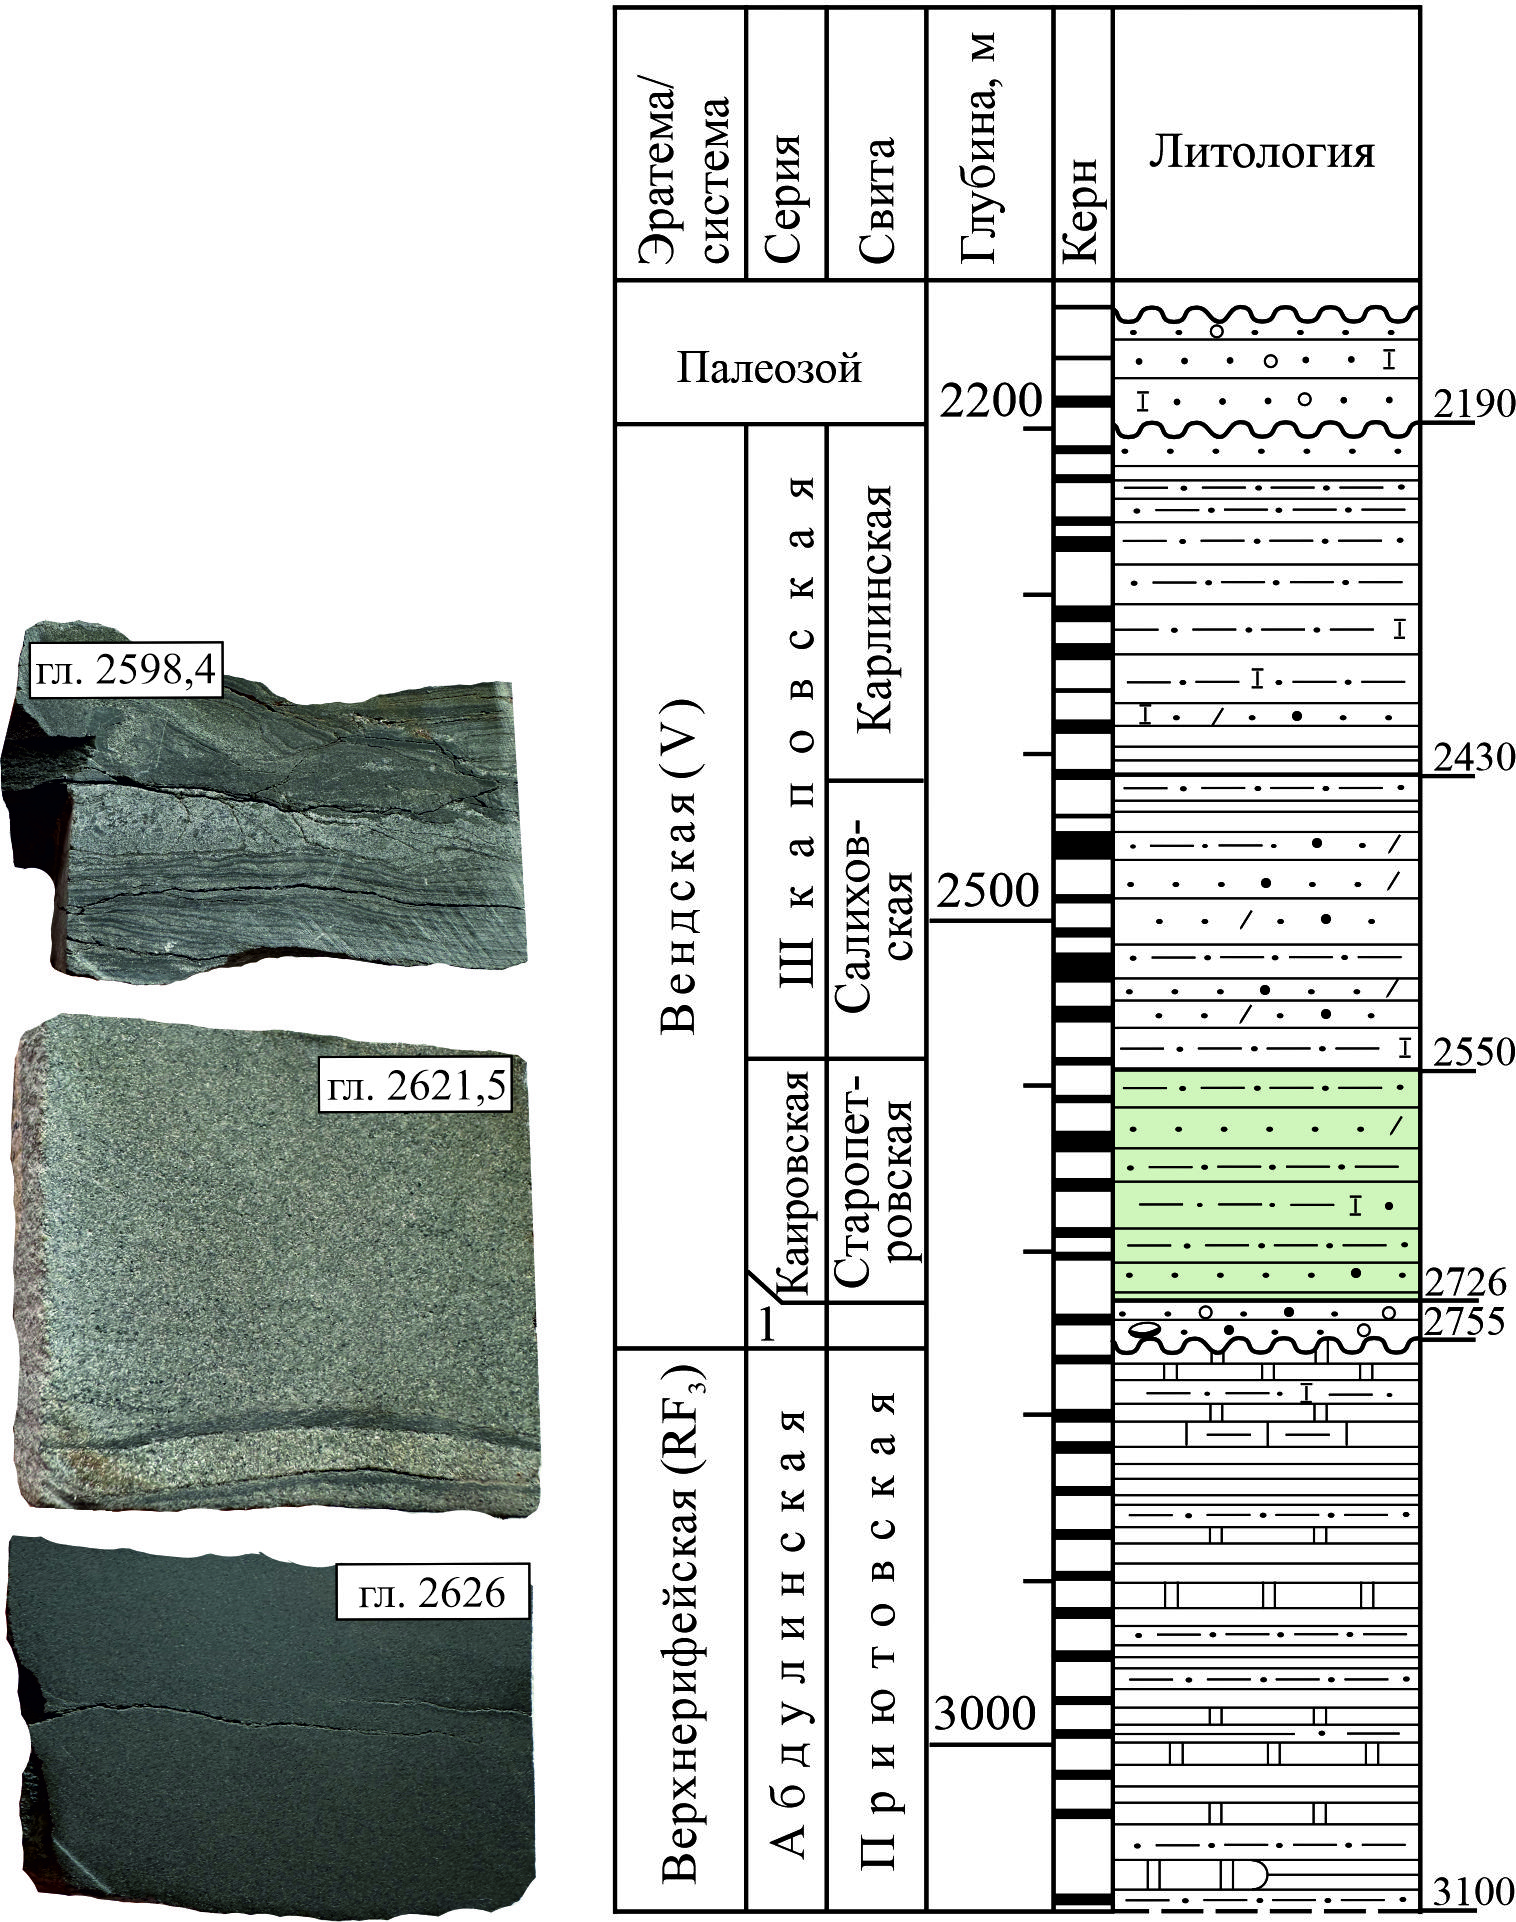 Эратема/
система
Серия
Свита
Глубина, м
Керн
Литология
Палеозой
Вендская (V)
Шкаповская
Карлинская
Салихов-
ская
Каировская
Старопет-
ровская
1
Верхнерифейская (RF₃)
Абдулинская
Приютовская
2200
2500
3000
2190
2430
2550
2726
2755
3100
гл. 2598,4
гл. 2621,5
гл. 2626